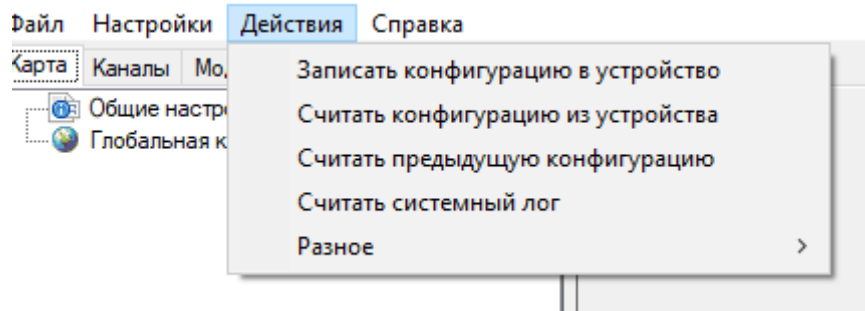 Файл Настройки Действия Справка
Карта Каналы Мо
Записать конфигурацию в устройство
Общие настр
Считать конфигурацию из устройства
Глобальная к
Считать предыдущую конфигурацию
Считать системный лог
Разное